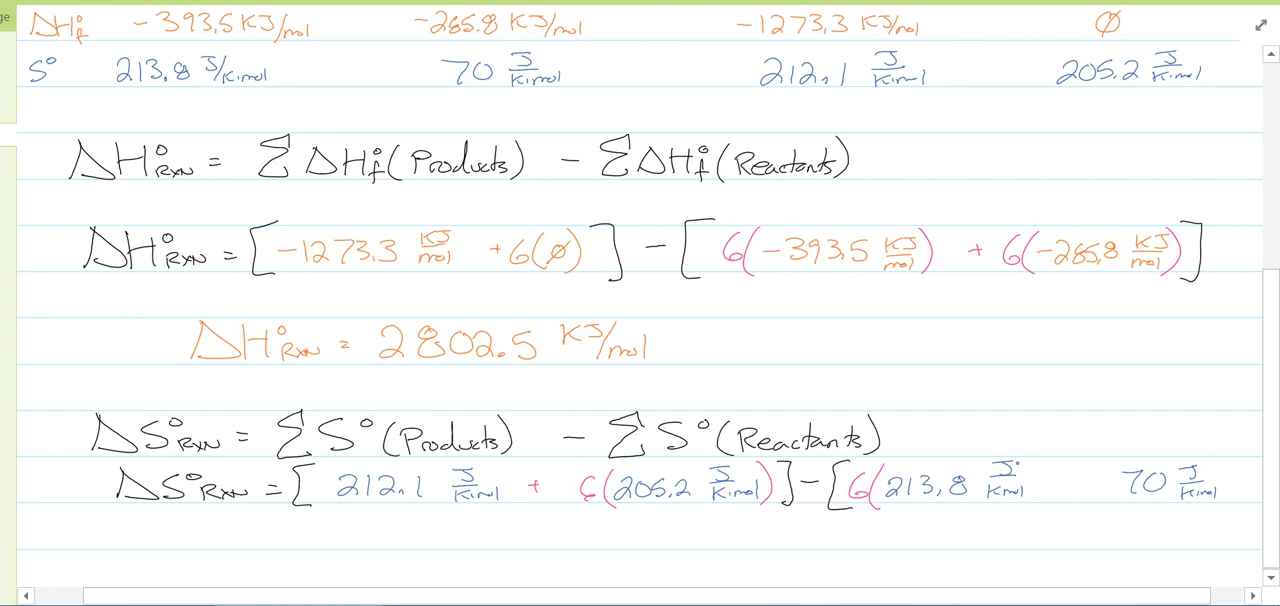 ge
ΔH°f -393.5 KJ/mol -285.8 KJ/mol -1273.3 KJ/mol Ø
S° 213.8 J/K·mol 70 J/K·mol 212.1 J/K·mol 205.2 J/K·mol
ΔH°RXN = Σ ΔH°f (Products) - Σ ΔH°f (Reactants)
ΔH°RXN = [-1273.3 KJ/mol + 6(Ø)] - [6(-393.5 KJ/mol) + 6(-285.8 KJ/mol)]
ΔH°RXN = 2802.5 KJ/mol
ΔS°RXN = Σ S° (Products) - Σ S° (Reactants)
ΔS°RXN = [212.1 J/K·mol + 6(205.2 J/K·mol)] - [6(213.8 J/K·mol 70 J/K·mol